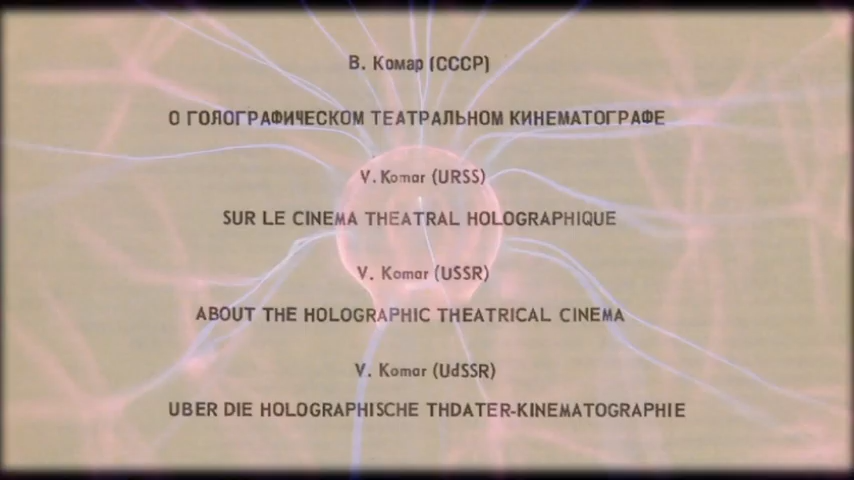 В. Комар (СССР)
О ГОЛОГРАФИЧЕСКОМ ТЕАТРАЛЬНОМ КИНЕМАТОГРАФЕ
V. Komar (URSS)
SUR LE CINEMA THEATRAL HOLOGRAPHIQUE
V. Komar (USSR)
ABOUT THE HOLOGRAPHIC THEATRICAL CINEMA
V. Komar (UdSSR)
UBER DIE HOLOGRAPHISCHE THDATER-KINEMATOGRAPHIE